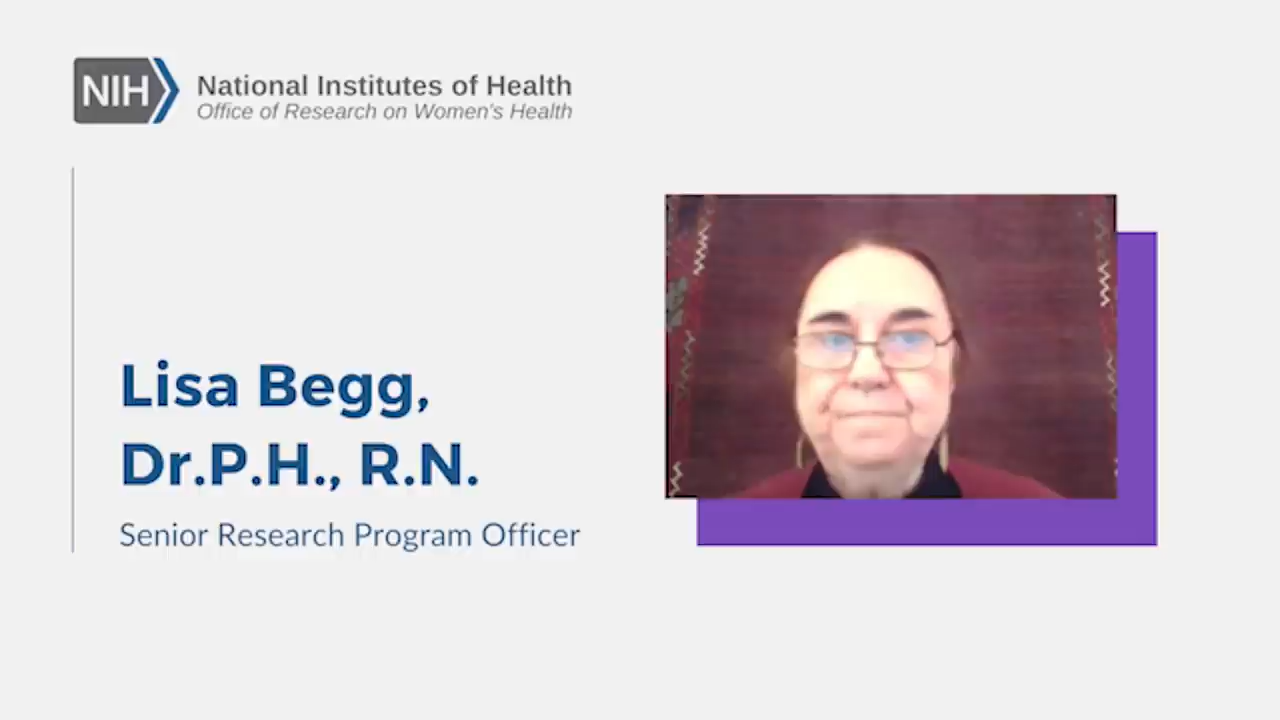 NIH
National Institutes of Health
Office of Research on Women's Health
Lisa Begg,
Dr.P.H., R.N.
Senior Research Program Officer